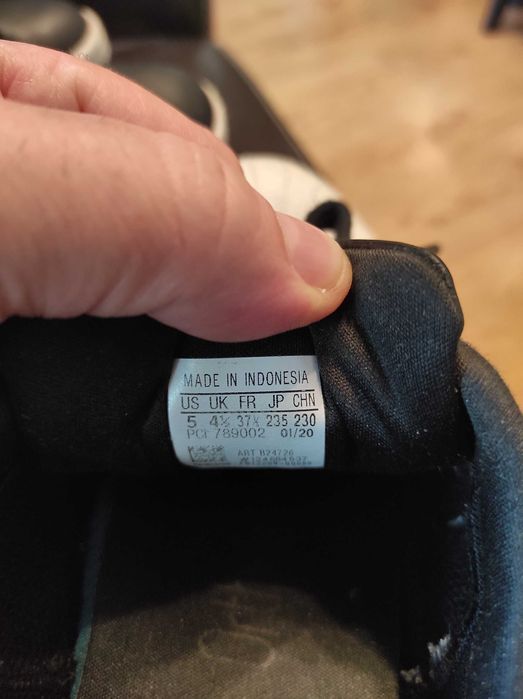 MADE IN INDONESIA
US UK FR JP CHN
5 4½ 37⅓ 235 230
PCI 789002 01/20
ART B24726